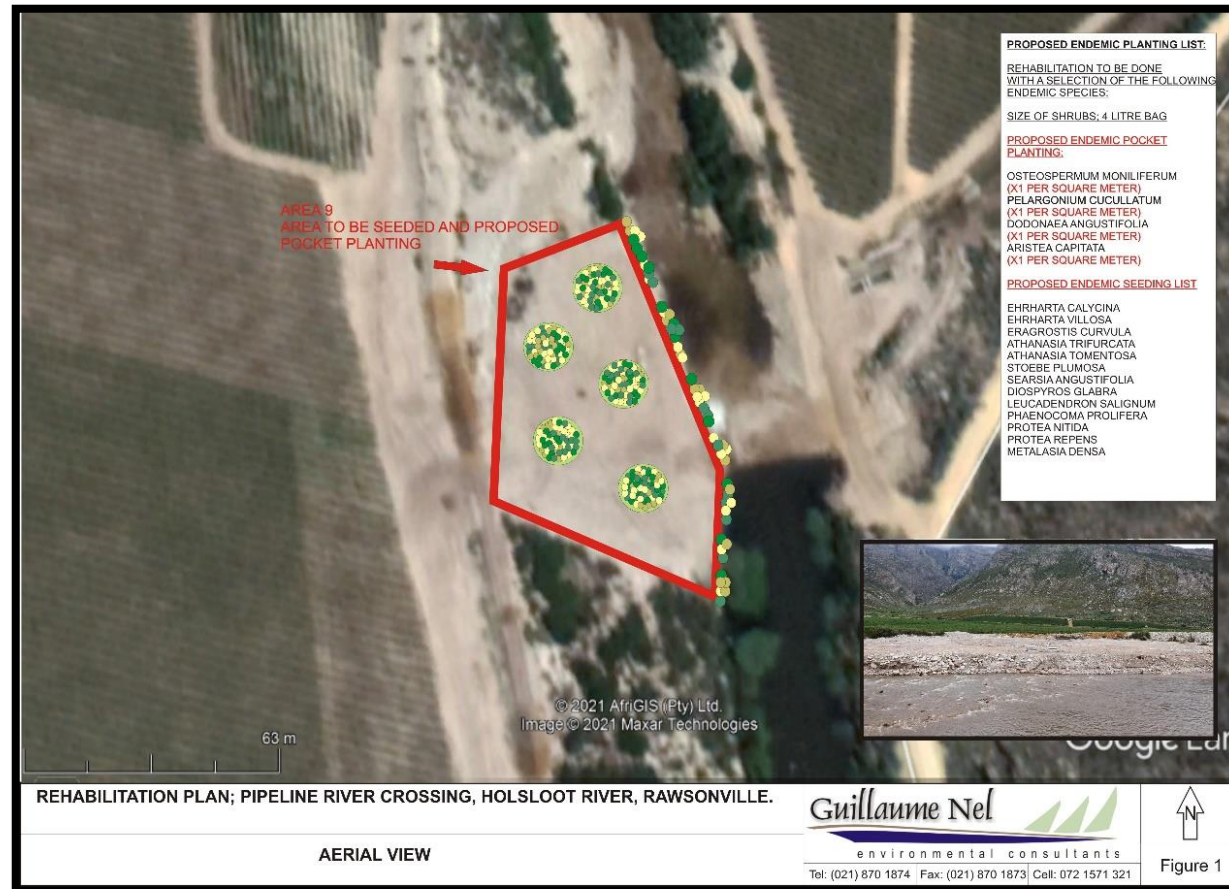 PROPOSED ENDEMIC PLANTING LIST:
REHABILITATION TO BE DONE
WITH A SELECTION OF THE FOLLOWING
ENDEMIC SPECIES:
SIZE OF SHRUBS; 4 LITRE BAG
PROPOSED ENDEMIC POCKET
PLANTING:
OSTEOSPERMUM MONILIFERUM
(X1 PER SQUARE METER)
PELARGONIUM CUCULLATUM
(X1 PER SQUARE METER)
DODONAEA ANGUSTIFOLIA
(X1 PER SQUARE METER)
ARISTEA CAPITATA
(X1 PER SQUARE METER)
PROPOSED ENDEMIC SEEDING LIST
EHRHARTA CALYCINA
EHRHARTA VILLOSA
ERAGROSTIS CURVULA
ATHANASIA TRIFURCATA
ATHANASIA TOMENTOSA
STOEBE PLUMOSA
SEARSIA ANGUSTIFOLIA
DIOSPYROS GLABRA
LEUCADENDRON SALIGNUM
PHAENOCOMA PROLIFERA
PROTEA NITIDA
PROTEA REPENS
METALASIA DENSA
AREA 9
AREA TO BE SEEDED AND PROPOSED
POCKET PLANTING
© 2021 AfriGIS (Pty) Ltd.
Image © 2021 Maxar Technologies
63 m
Google Ear
REHABILITATION PLAN; PIPELINE RIVER CROSSING, HOLSLOOT RIVER, RAWSONVILLE.
AERIAL VIEW
Guillaume Nel
environmental consultants
Tel: (021) 870 1874 Fax: (021) 870 1873 Cell: 072 1571 321
N
Figure 1